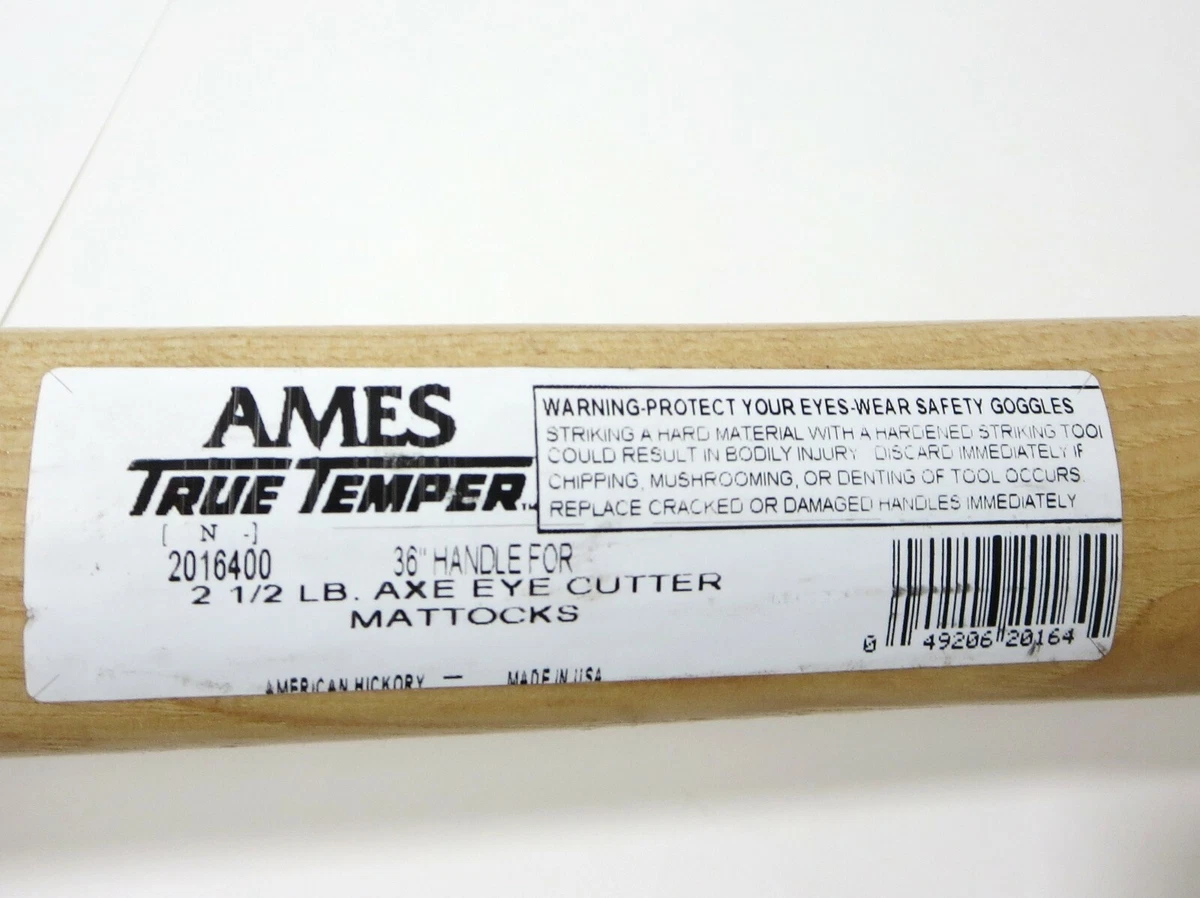 AMES
TRUE TEMPER™
WARNING-PROTECT YOUR EYES-WEAR SAFETY GOGGLES
STRIKING A HARD MATERIAL WITH A HARDENED STRIKING TOOL
COULD RESULT IN BODILY INJURY DISCARD IMMEDIATELY IF
CHIPPING, MUSHROOMING, OR DENTING OF TOOL OCCURS.
REPLACE CRACKED OR DAMAGED HANDLES IMMEDIATELY
[ N -]
2016400 36" HANDLE FOR
2 1/2 LB. AXE EYE CUTTER
MATTOCKS
AMERICAN HICKORY — MADE IN USA
0 49206 20164